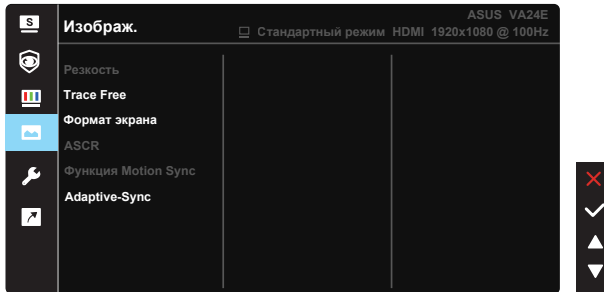 S
Изображ.
ASUS VA24E
Стандартный режим HDMI 1920x1080 @ 100Hz
Резкость
Trace Free
Формат экрана
ASCR
Функция Motion Sync
Adaptive-Sync